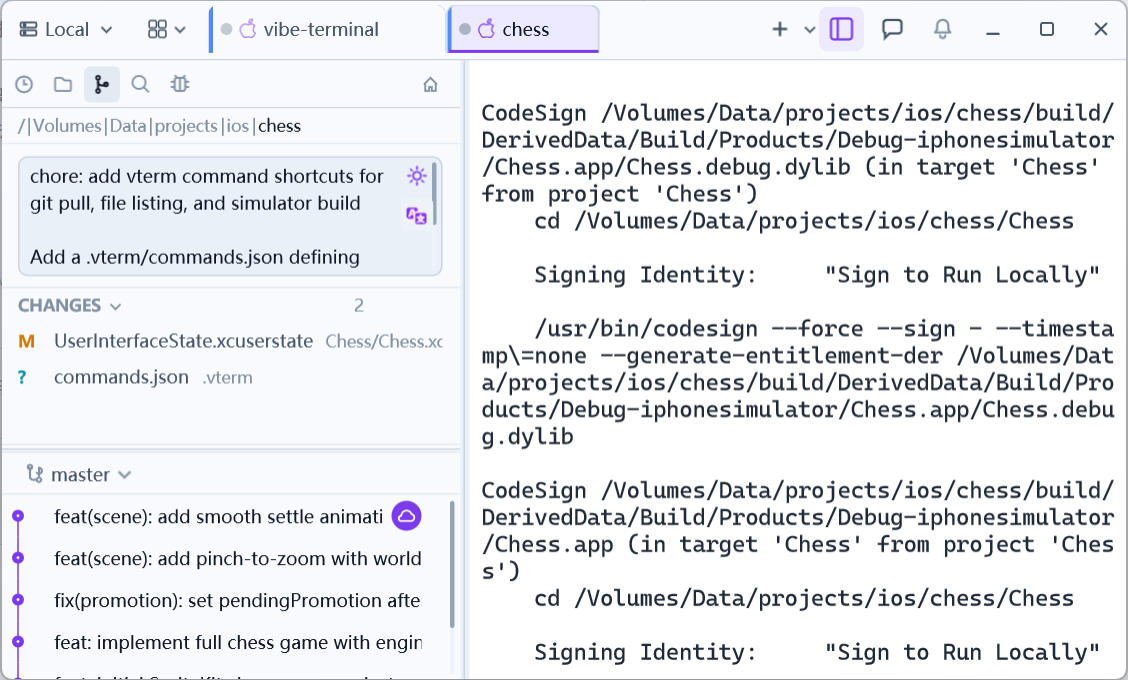 Local
vibe-terminal
chess
/|Volumes|Data|projects|ios|chess
chore: add vterm command shortcuts for
git pull, file listing, and simulator build
Add a .vterm/commands.json defining
CHANGES 2
M UserInterfaceState.xcuserstate Chess/Chess.xc
? commands.json .vterm
master
feat(scene): add smooth settle animati
feat(scene): add pinch-to-zoom with world
fix(promotion): set pendingPromotion afte
feat: implement full chess game with engin
CodeSign /Volumes/Data/projects/ios/chess/build/
DerivedData/Build/Products/Debug-iphonesimulator
/Chess.app/Chess.debug.dylib (in target 'Chess'
from project 'Chess')
cd /Volumes/Data/projects/ios/chess/Chess
Signing Identity: "Sign to Run Locally"
/usr/bin/codesign --force --sign - --timesta
mp\=none --generate-entitlement-der /Volumes/Dat
a/projects/ios/chess/build/DerivedData/Build/Pro
ducts/Debug-iphonesimulator/Chess.app/Chess.debu
g.dylib
CodeSign /Volumes/Data/projects/ios/chess/build/
DerivedData/Build/Products/Debug-iphonesimulator
/Chess.app (in target 'Chess' from project 'Ches
s')
cd /Volumes/Data/projects/ios/chess/Chess
Signing Identity: "Sign to Run Locally"